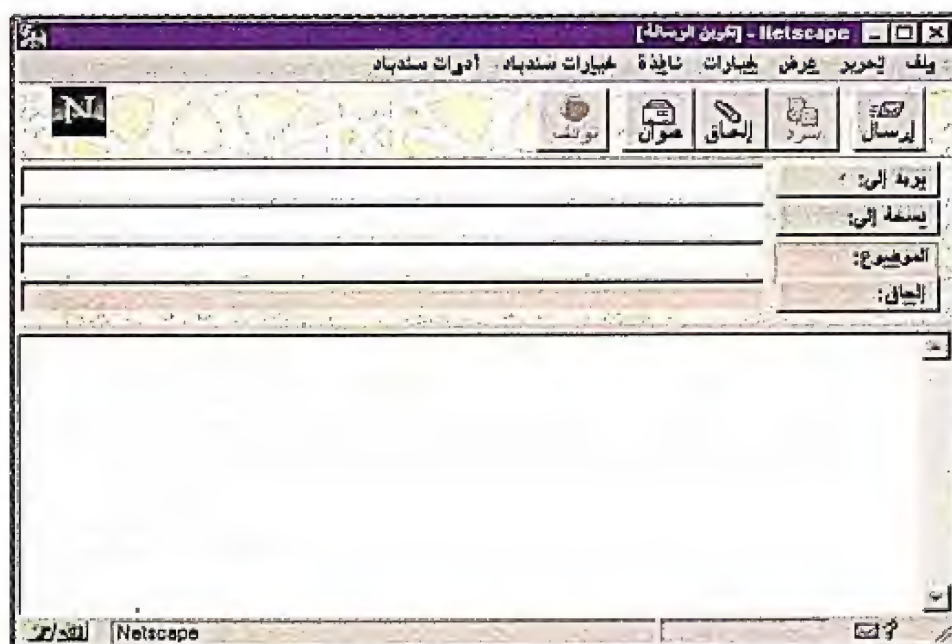 Netscape - [تكوين الرسالة]
ملف تحرير عرض خيارات نافذة خيارات سندباد أدوات سندباد
إرسال سرد إلحاق عنوان توقف
N
بريد إلى:
نسخة إلى:
الموضوع:
إلحاق:
Netscape